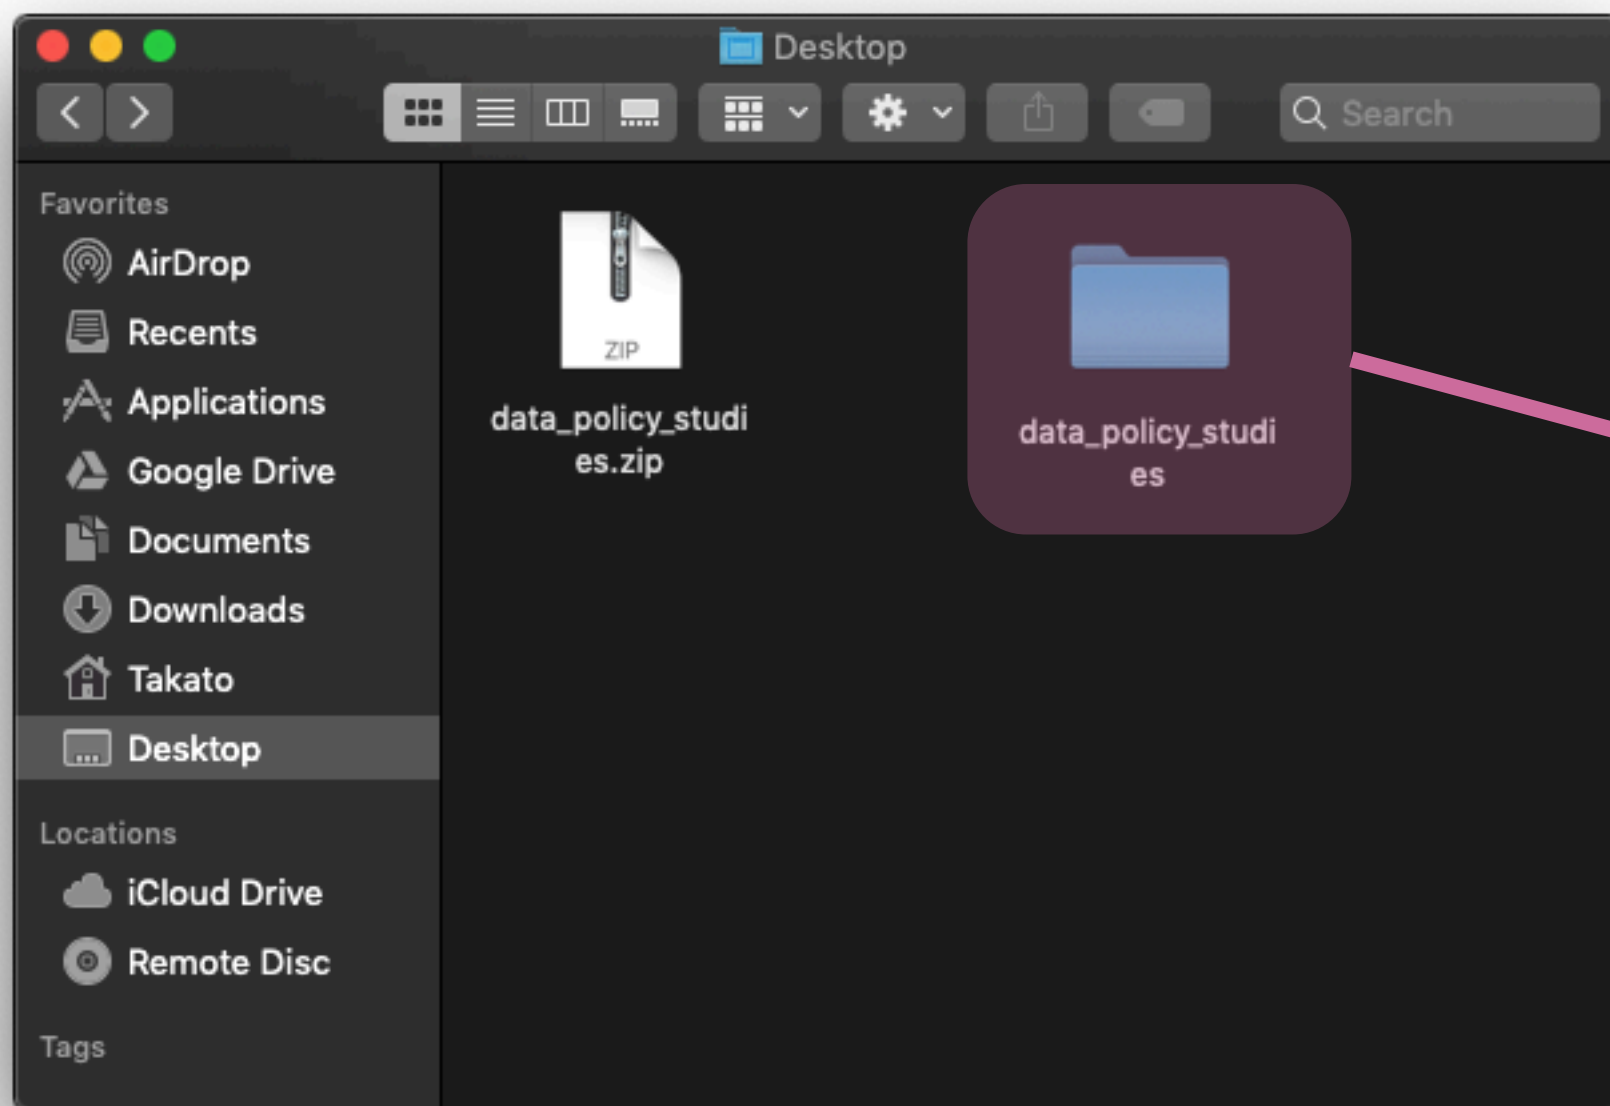 Desktop
Search
Favorites
AirDrop
Recents
Applications
Google Drive
Documents
Downloads
Takato
Desktop
Locations
iCloud Drive
Remote Disc
Tags
ZIP
data_policy_studi
es.zip
data_policy_studi
es